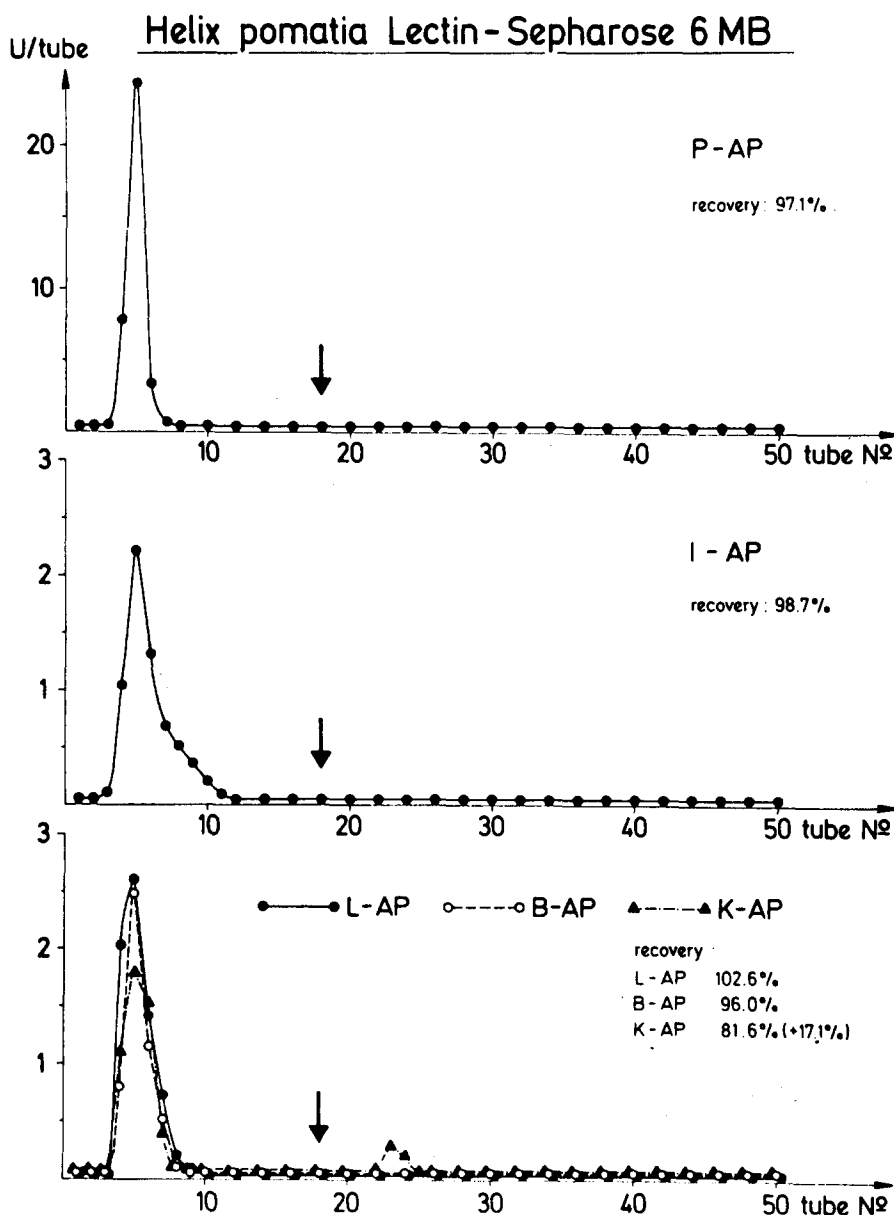 Helix pomatia Lectin-Sepharose 6 MB
U/tube
20
10
P-AP
recovery: 97.1%
10 20 30 40 50 tube Nº
3
2
1
I-AP
recovery: 98.7%
10 20 30 40 50 tube Nº
3
2
1
L-AP B-AP K-AP
recovery
L-AP 102.6%
B-AP 96.0%
K-AP 81.6% (+17.1%)
10 20 30 40 50 tube Nº